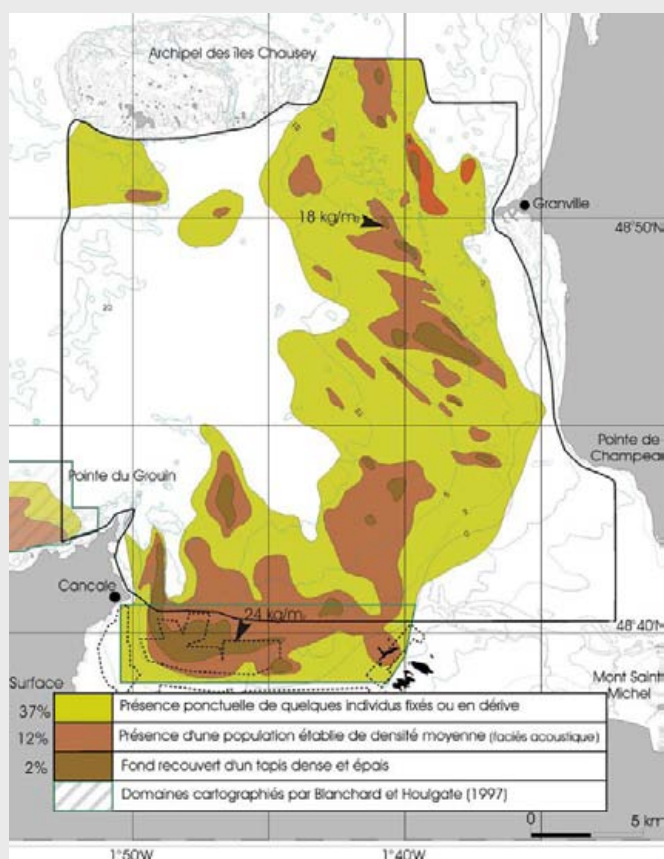 Archipel des îles Chausey
Granville
18 kg/m²
48°50'N
Pointe de
Champeau
Pointe du Grouin
Cancale
24 kg/m²
48°40'N
Mont Saint
Michel
Surface
37% Présence ponctuelle de quelques individus fixés ou en dérive
12% Présence d'une population établie de densité moyenne (faciès acoustique)
2% Fond recouvert d'un tapis dense et épais
Domaines cartographiés par Blanchard et Houlgate (1997)
0 5 km
1°50'W 1°40'W